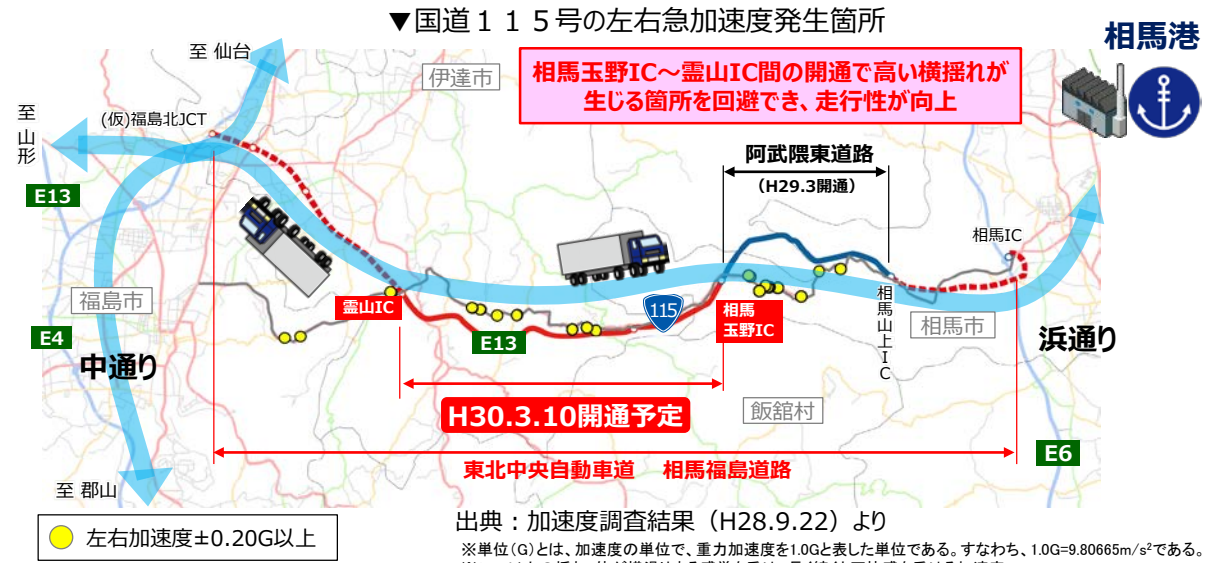 ▼国道１１５号の左右急加速度発生箇所
相馬港
至 仙台
伊達市
相馬玉野IC～霊山IC間の開通で高い横揺れが
生じる箇所を回避でき、走行性が向上
至 山形
(仮)福島北JCT
阿武隈東道路
(H29.3開通)
E13
相馬IC
福島市
霊山IC
115
相馬
玉野IC
相馬山上IC
相馬市
浜通り
E4
中通り
E13
H30.3.10開通予定
飯舘村
E6
東北中央自動車道　相馬福島道路
至 郡山
左右加速度±0.20G以上
出典：加速度調査結果（H28.9.22）より
※単位(G)とは、加速度の単位で、重力加速度を1.0Gと表した単位である。すなわち、1.0G=9.80665m/s²である。